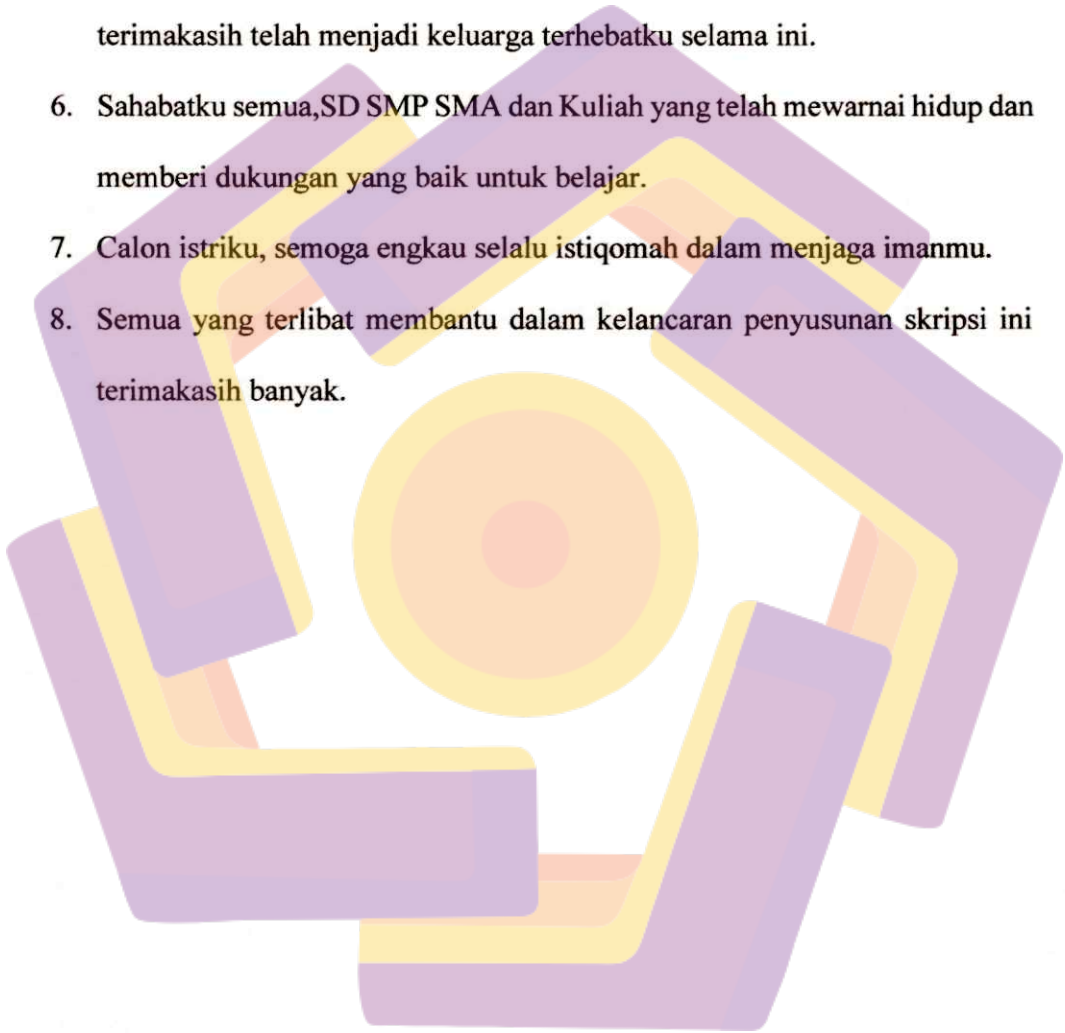 terimakasih telah menjadi keluarga terhebatku selama ini.
6. Sahabatku semua,SD SMP SMA dan Kuliah yang telah mewarnai hidup dan
memberi dukungan yang baik untuk belajar.
7. Calon istriku, semoga engkau selalu istiqomah dalam menjaga imanmu.
8. Semua yang terlibat membantu dalam kelancaran penyusunan skripsi ini
terimakasih banyak.